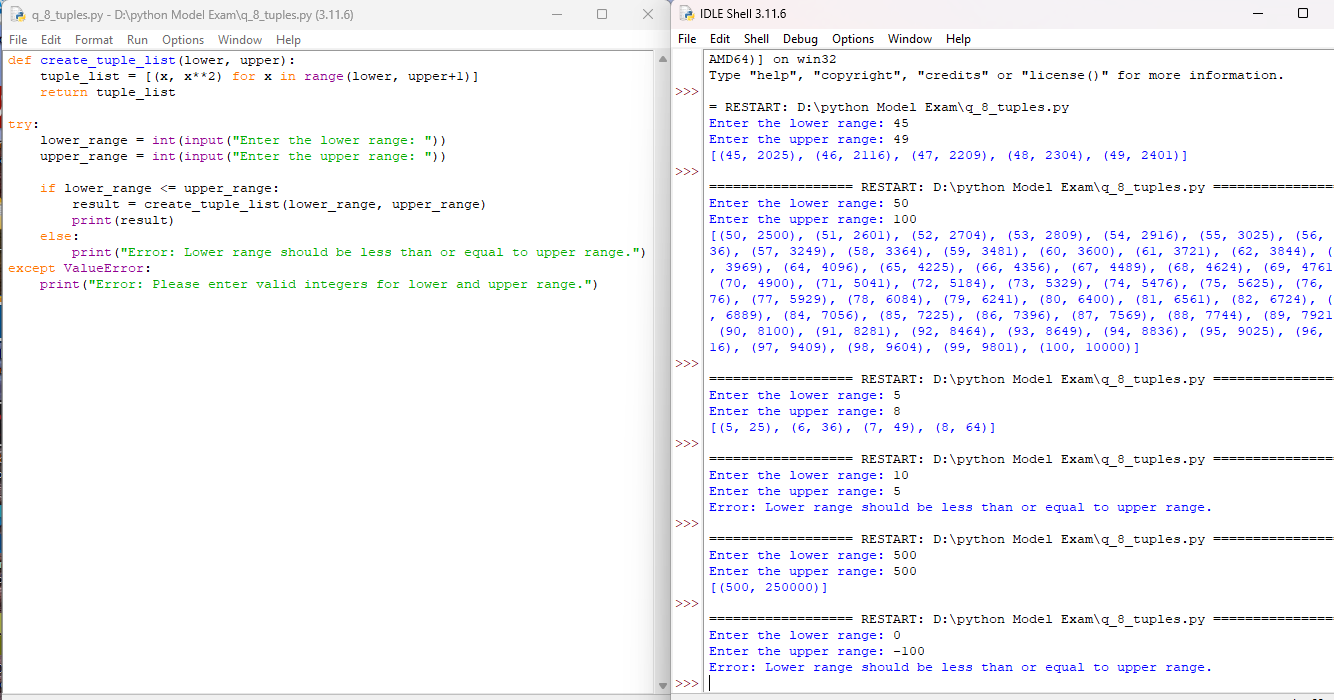 q_8_tuples.py - D:\python Model Exam\q_8_tuples.py (3.11.6)
File Edit Format Run Options Window Help
def create_tuple_list(lower, upper):
    tuple_list = [(x, x**2) for x in range(lower, upper+1)]
    return tuple_list
try:
    lower_range = int(input("Enter the lower range: "))
    upper_range = int(input("Enter the upper range: "))
    if lower_range <= upper_range:
        result = create_tuple_list(lower_range, upper_range)
        print(result)
    else:
        print("Error: Lower range should be less than or equal to upper range.")
except ValueError:
    print("Error: Please enter valid integers for lower and upper range.")
IDLE Shell 3.11.6
File Edit Shell Debug Options Window Help
AMD64)] on win32
Type "help", "copyright", "credits" or "license()" for more information.
>>>
= RESTART: D:\python Model Exam\q_8_tuples.py
Enter the lower range: 45
Enter the upper range: 49
[(45, 2025), (46, 2116), (47, 2209), (48, 2304), (49, 2401)]
>>>
================== RESTART: D:\python Model Exam\q_8_tuples.py ===============
Enter the lower range: 50
Enter the upper range: 100
[(50, 2500), (51, 2601), (52, 2704), (53, 2809), (54, 2916), (55, 3025), (56,
36), (57, 3249), (58, 3364), (59, 3481), (60, 3600), (61, 3721), (62, 3844), (
, 3969), (64, 4096), (65, 4225), (66, 4356), (67, 4489), (68, 4624), (69, 4761
 (70, 4900), (71, 5041), (72, 5184), (73, 5329), (74, 5476), (75, 5625), (76,
76), (77, 5929), (78, 6084), (79, 6241), (80, 6400), (81, 6561), (82, 6724), (
, 6889), (84, 7056), (85, 7225), (86, 7396), (87, 7569), (88, 7744), (89, 7921
 (90, 8100), (91, 8281), (92, 8464), (93, 8649), (94, 8836), (95, 9025), (96,
16), (97, 9409), (98, 9604), (99, 9801), (100, 10000)]
>>>
================== RESTART: D:\python Model Exam\q_8_tuples.py ===============
Enter the lower range: 5
Enter the upper range: 8
[(5, 25), (6, 36), (7, 49), (8, 64)]
>>>
================== RESTART: D:\python Model Exam\q_8_tuples.py ===============
Enter the lower range: 10
Enter the upper range: 5
Error: Lower range should be less than or equal to upper range.
>>>
================== RESTART: D:\python Model Exam\q_8_tuples.py ===============
Enter the lower range: 500
Enter the upper range: 500
[(500, 250000)]
>>>
================== RESTART: D:\python Model Exam\q_8_tuples.py ===============
Enter the lower range: 0
Enter the upper range: -100
Error: Lower range should be less than or equal to upper range.
>>>